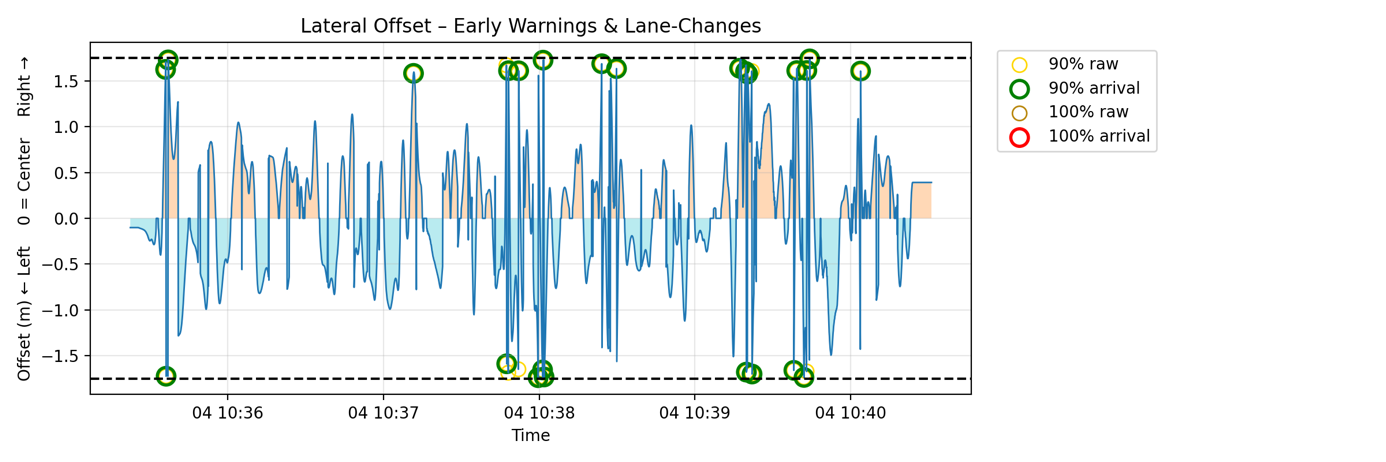 Lateral Offset – Early Warnings & Lane-Changes
Offset (m) ← Left    0 = Center    Right →
1.5
1.0
0.5
0.0
−0.5
−1.0
−1.5
04 10:36
04 10:37
04 10:38
04 10:39
04 10:40
Time
90% raw
90% arrival
100% raw
100% arrival